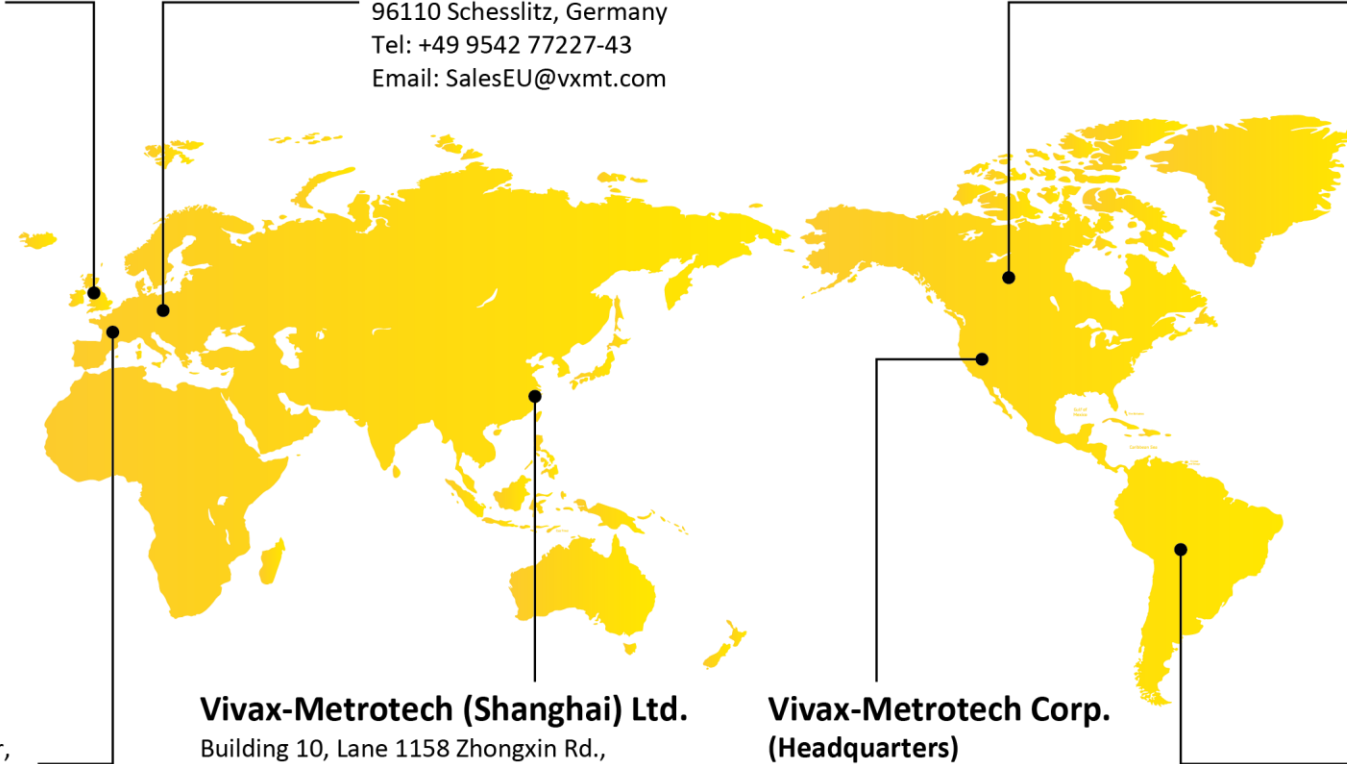 96110 Schesslitz, Germany
Tel: +49 9542 77227-43
Email: SalesEU@vxmt.com
Vivax-Metrotech (Shanghai) Ltd.
Building 10, Lane 1158 Zhongxin Rd.,
Vivax-Metrotech Corp.
(Headquarters)